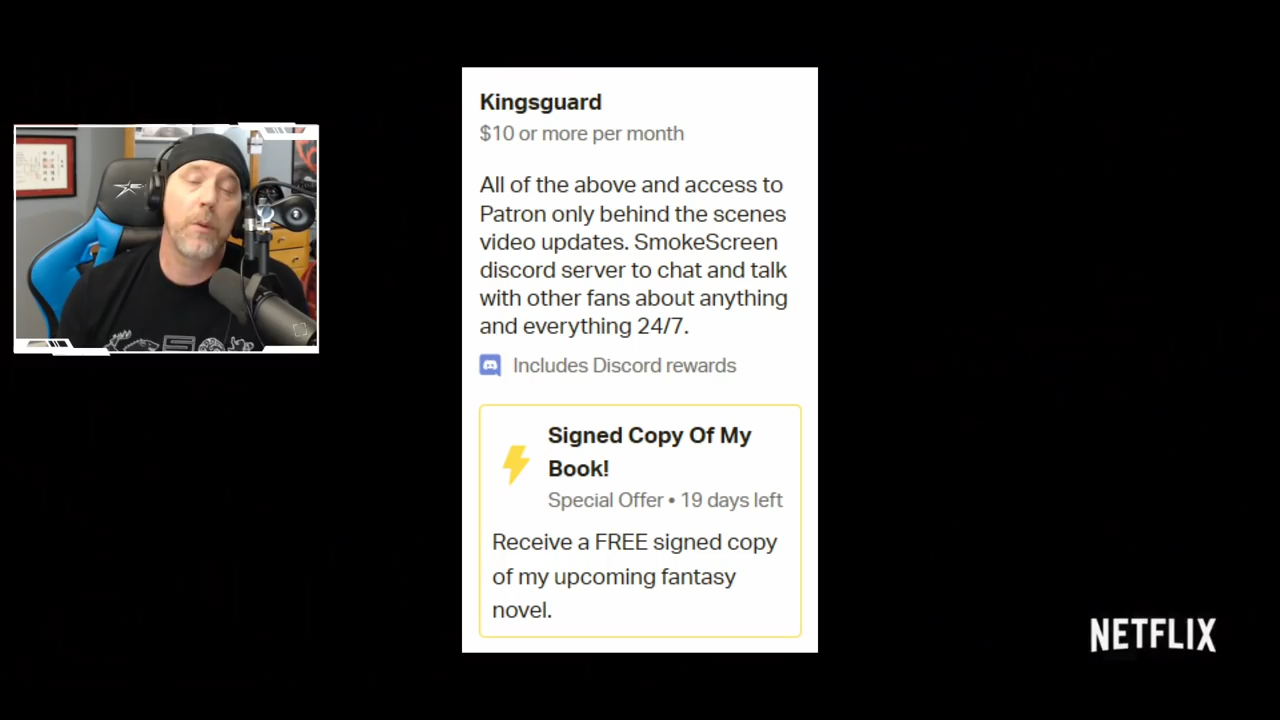 Kingsguard
$10 or more per month
All of the above and access to
Patron only behind the scenes
video updates. SmokeScreen
discord server to chat and talk
with other fans about anything
and everything 24/7.
Includes Discord rewards
Signed Copy Of My
Book!
Special Offer • 19 days left
Receive a FREE signed copy
of my upcoming fantasy
novel.
NETFLIX